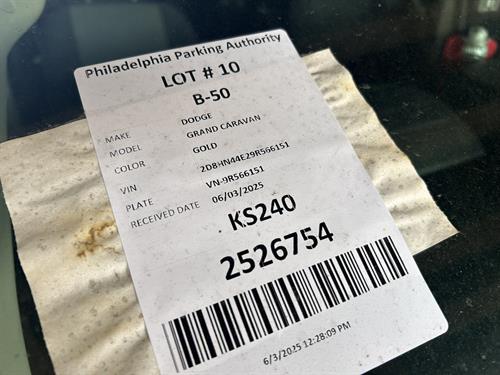 Philadelphia Parking Authority
LOT # 10
B-50
MAKE DODGE
MODEL GRAND CARAVAN
COLOR GOLD
VIN 2D8HN44E29R566151
PLATE VN-9R566151
RECEIVED DATE 06/03/2025
KS240
2526754
6/3/2025 12:28:09 PM